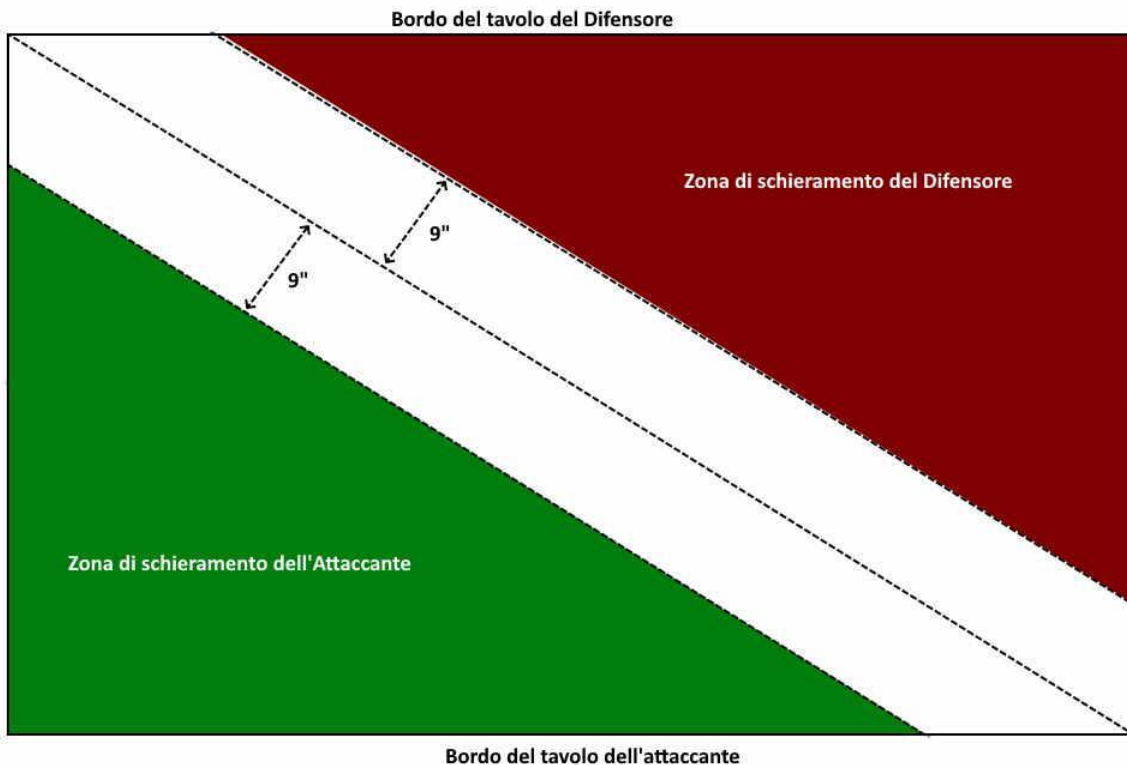 Bordo del tavolo del Difensore
Zona di schieramento del Difensore
9"
9"
Zona di schieramento dell'Attaccante
Bordo del tavolo dell'attaccante